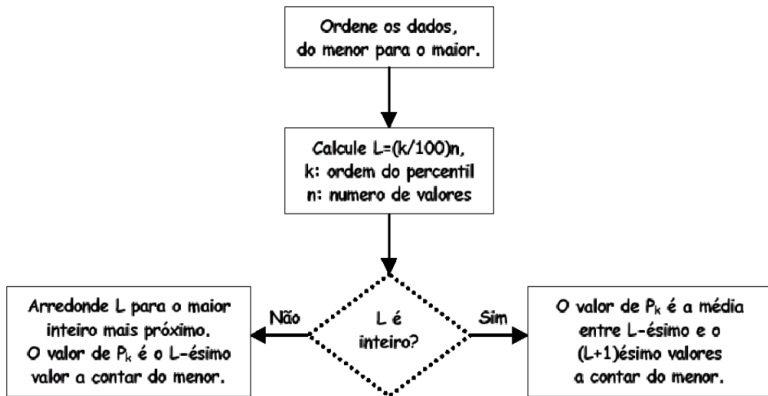 Ordene os dados,
do menor para o maior.
Calcule L=(k/100)n,
k: ordem do percentil
n: numero de valores
L é
inteiro?
Não
Sim
Arredonde L para o maior
inteiro mais próximo.
O valor de Pk é o L-ésimo
valor a contar do menor.
O valor de Pk é a média
entre L-ésimo e o
(L+1)ésimo valores
a contar do menor.